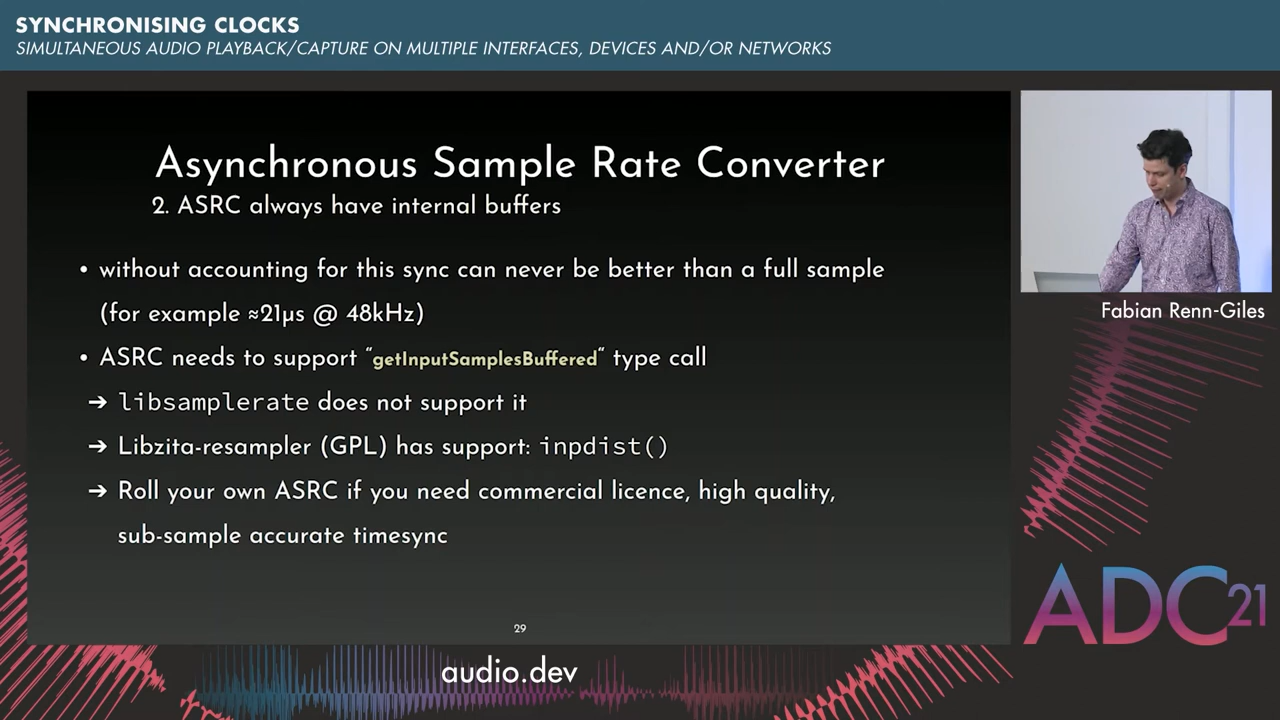 SYNCHRONISING CLOCKS
SIMULTANEOUS AUDIO PLAYBACK/CAPTURE ON MULTIPLE INTERFACES, DEVICES AND/OR NETWORKS
Asynchronous Sample Rate Converter
2. ASRC always have internal buffers
• without accounting for this sync can never be better than a full sample
(for example ≈21µs @ 48kHz)
• ASRC needs to support “getInputSamplesBuffered“ type call
➔ libsamplerate does not support it
➔ Libzita-resampler (GPL) has support: inpdist()
➔ Roll your own ASRC if you need commercial licence, high quality,
sub-sample accurate timesync
29
Fabian Renn-Giles
ADC21
audio.dev